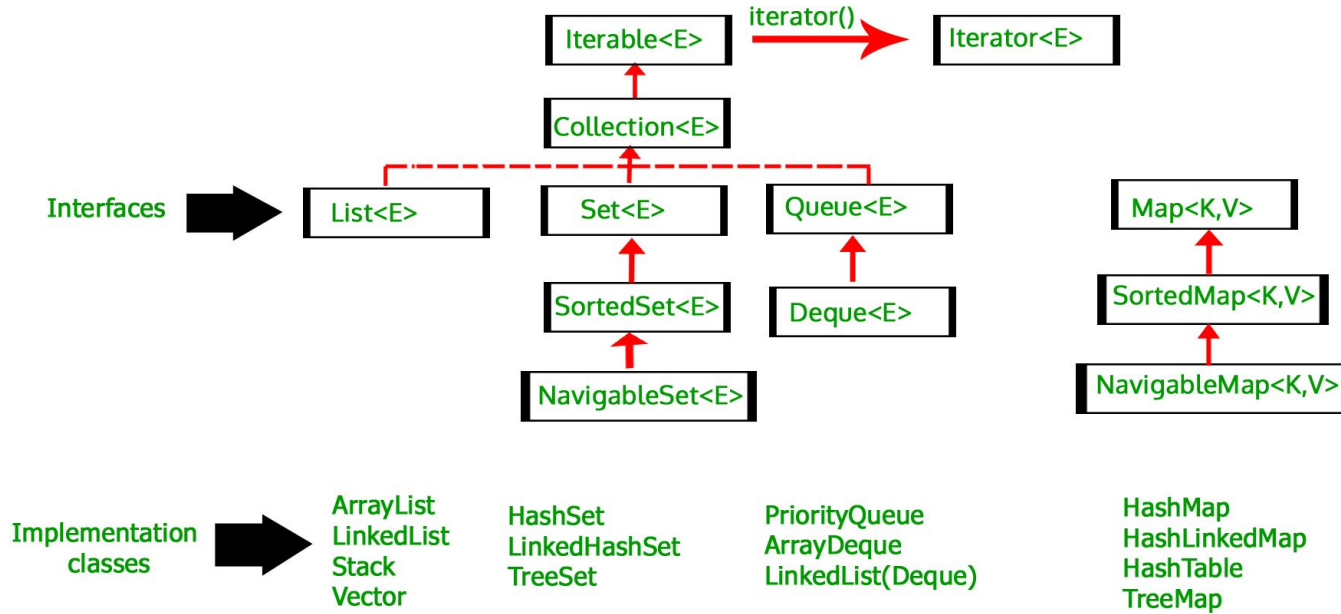 iterator()
Iterable<E>
Iterator<E>
Collection<E>
Interfaces
List<E>
Set<E>
Queue<E>
Map<K,V>
SortedSet<E>
Deque<E>
SortedMap<K,V>
NavigableSet<E>
NavigableMap<K,V>
Implementation
classes
ArrayList
LinkedList
Stack
Vector
HashSet
LinkedHashSet
TreeSet
PriorityQueue
ArrayDeque
LinkedList(Deque)
HashMap
HashLinkedMap
HashTable
TreeMap